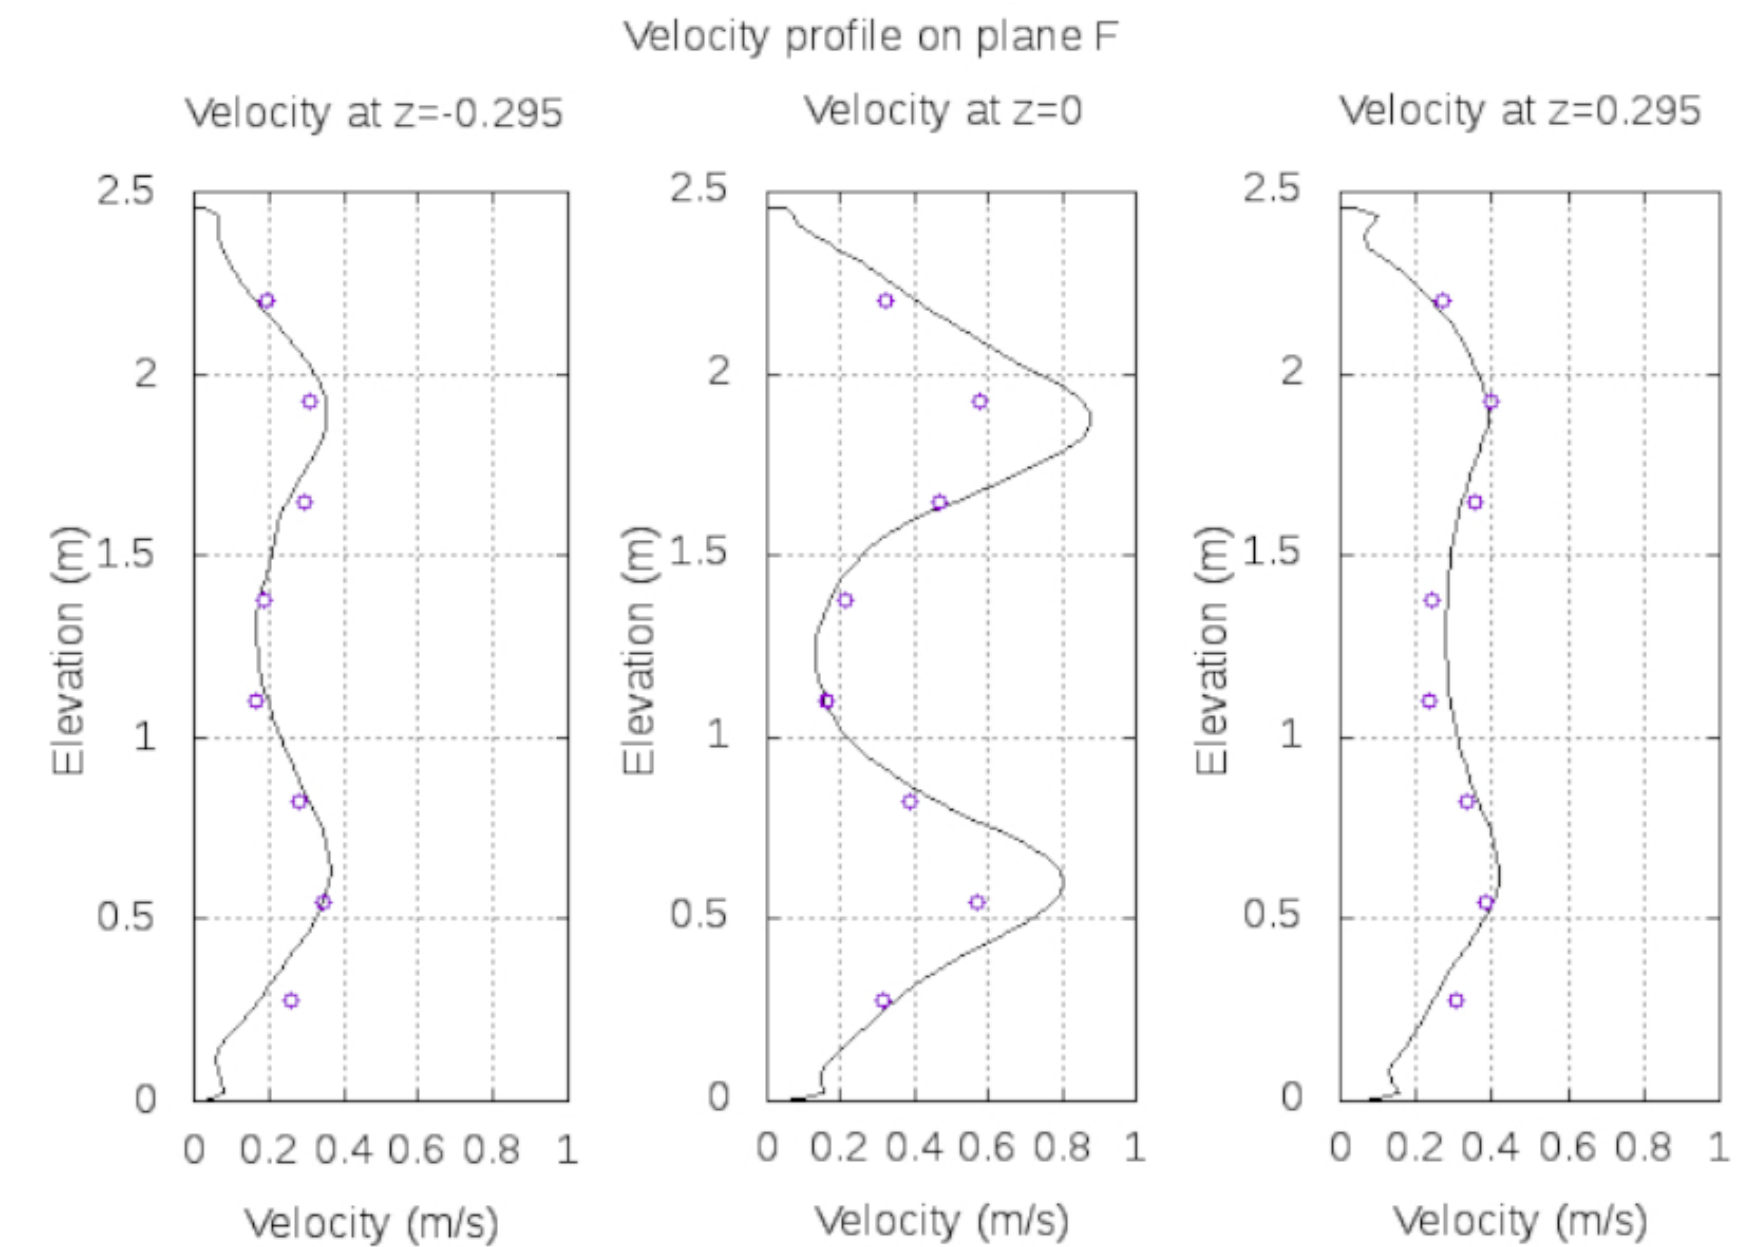 Velocity profile on plane F
Velocity at z=-0.295
Velocity at z=0
Velocity at z=0.295
2.5
2
1.5
1
0.5
0
Elevation (m)
0 0.2 0.4 0.6 0.8 1
Velocity (m/s)
2.5
2
1.5
1
0.5
0
Elevation (m)
0 0.2 0.4 0.6 0.8 1
Velocity (m/s)
2.5
2
1.5
1
0.5
0
Elevation (m)
0 0.2 0.4 0.6 0.8 1
Velocity (m/s)